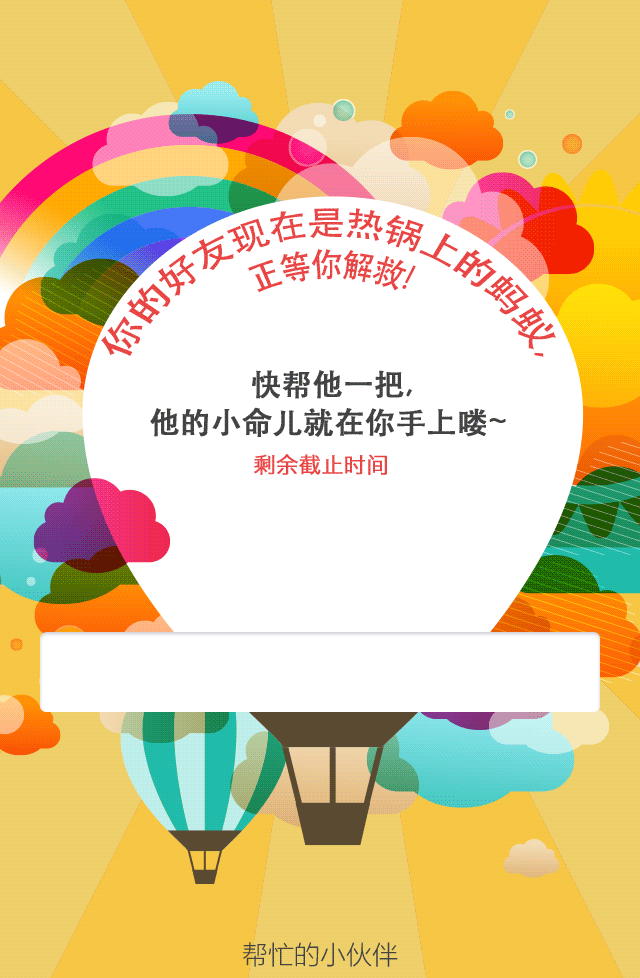 你的好友现在是热锅上的蚂蚁,
正等你解救!
快帮他一把,
他的小命儿就在你手上喽~
剩余截止时间
帮忙的小伙伴